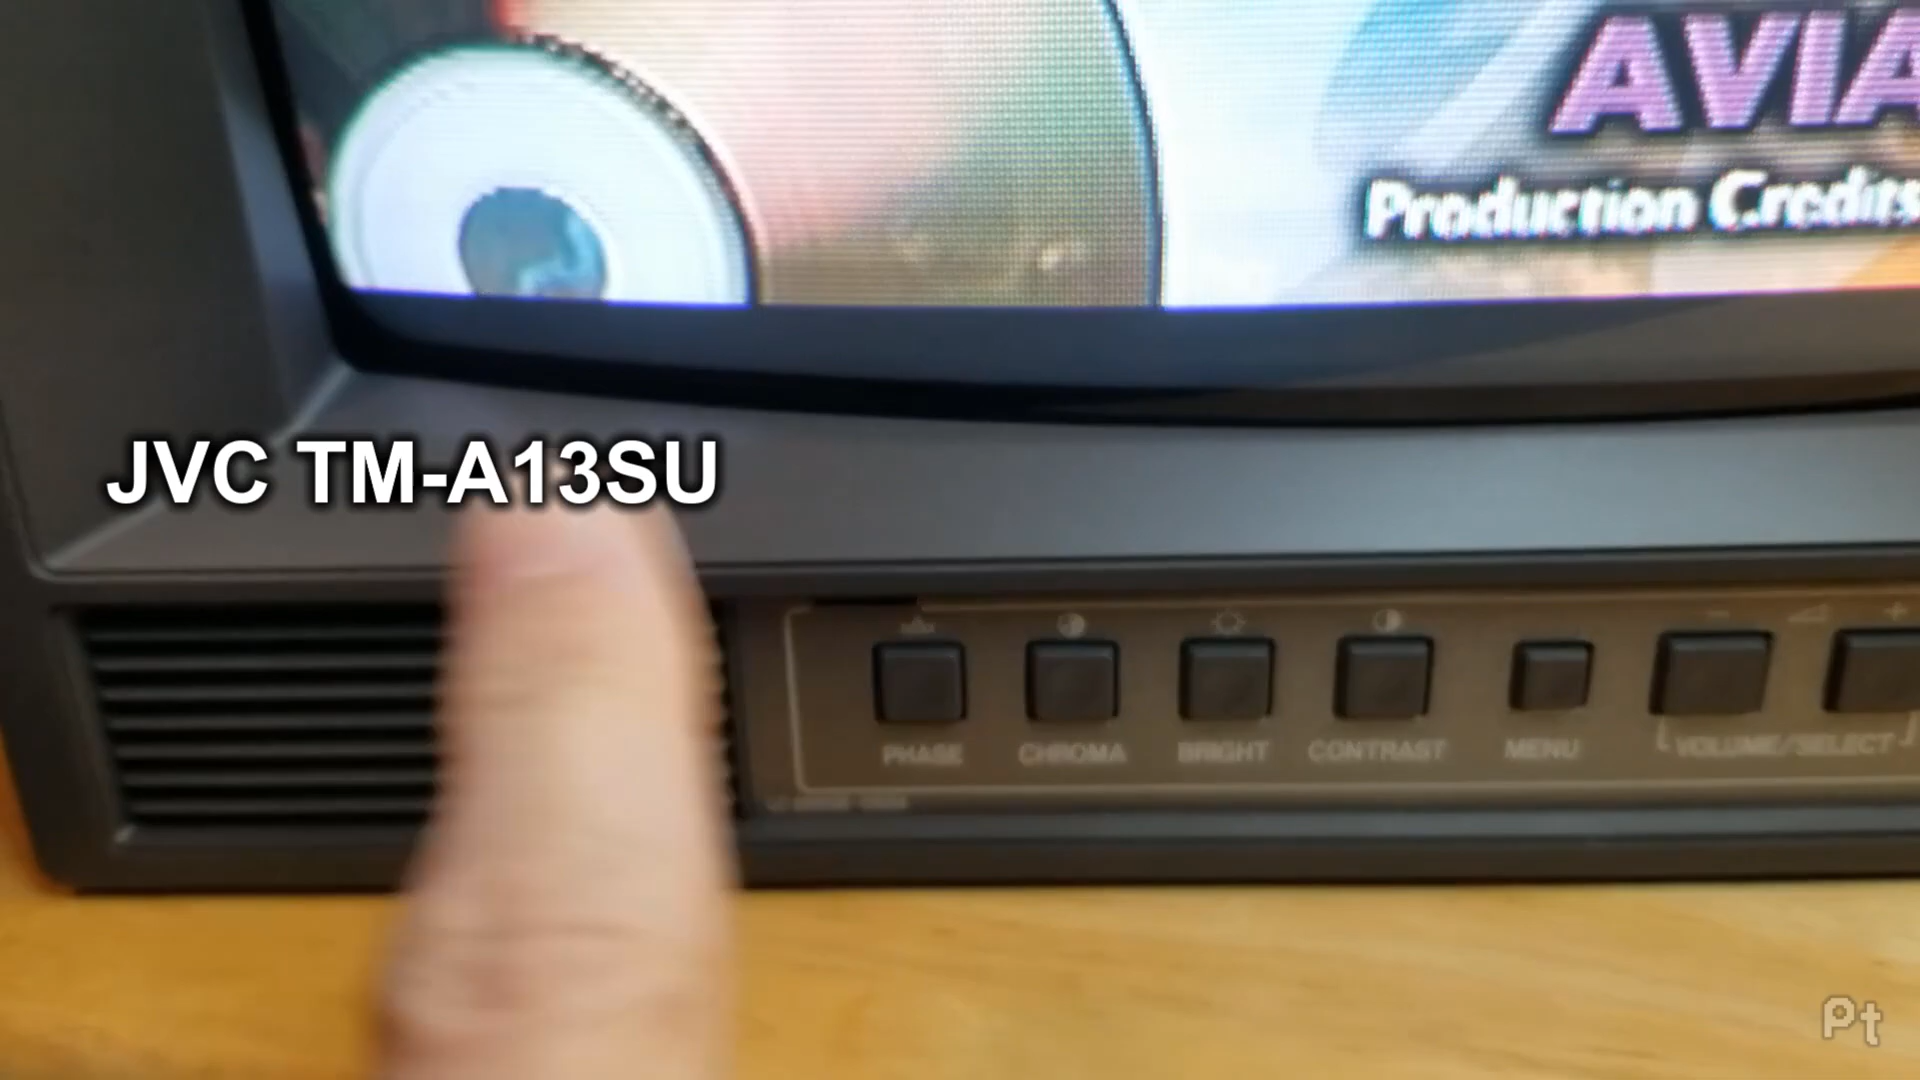 AVIA
Production Credits
JVC TM-A13SU
PHASE
CHROMA
BRIGHT
CONTRAST
MENU
VOLUME/SELECT
Pt